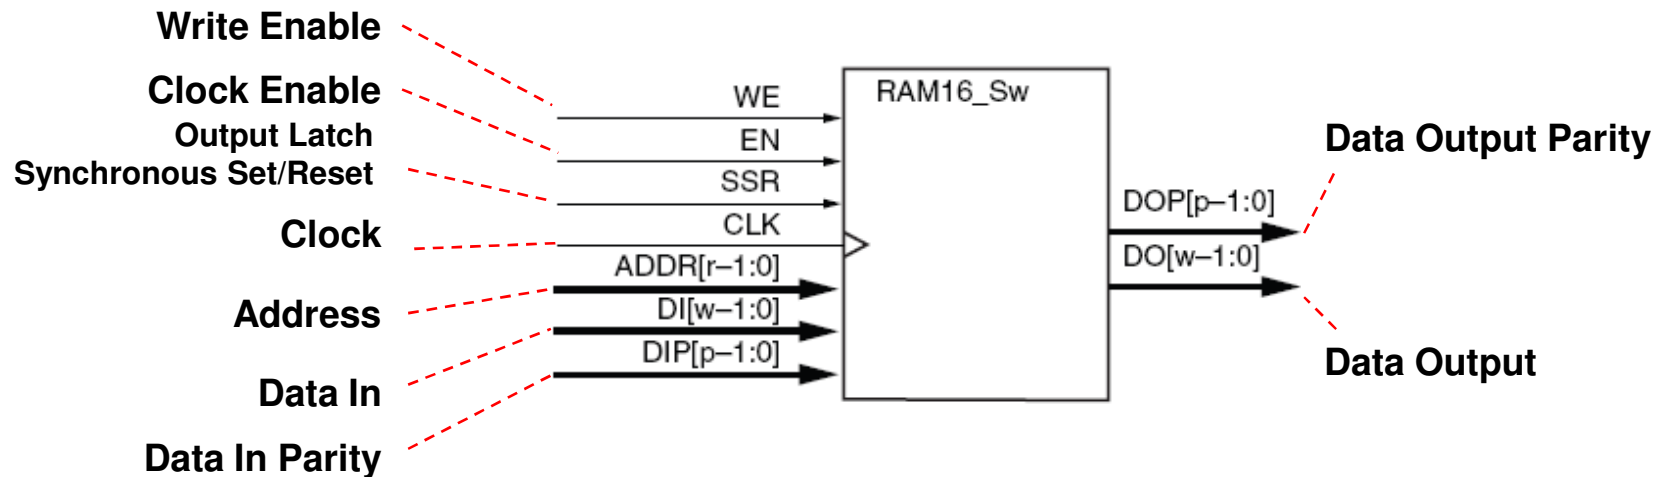 Write Enable
Clock Enable
Output Latch
Synchronous Set/Reset
Clock
Address
Data In
Data In Parity
WE
EN
SSR
CLK
ADDR[r–1:0]
DI[w–1:0]
DIP[p–1:0]
RAM16_Sw
DOP[p–1:0]
DO[w–1:0]
Data Output Parity
Data Output